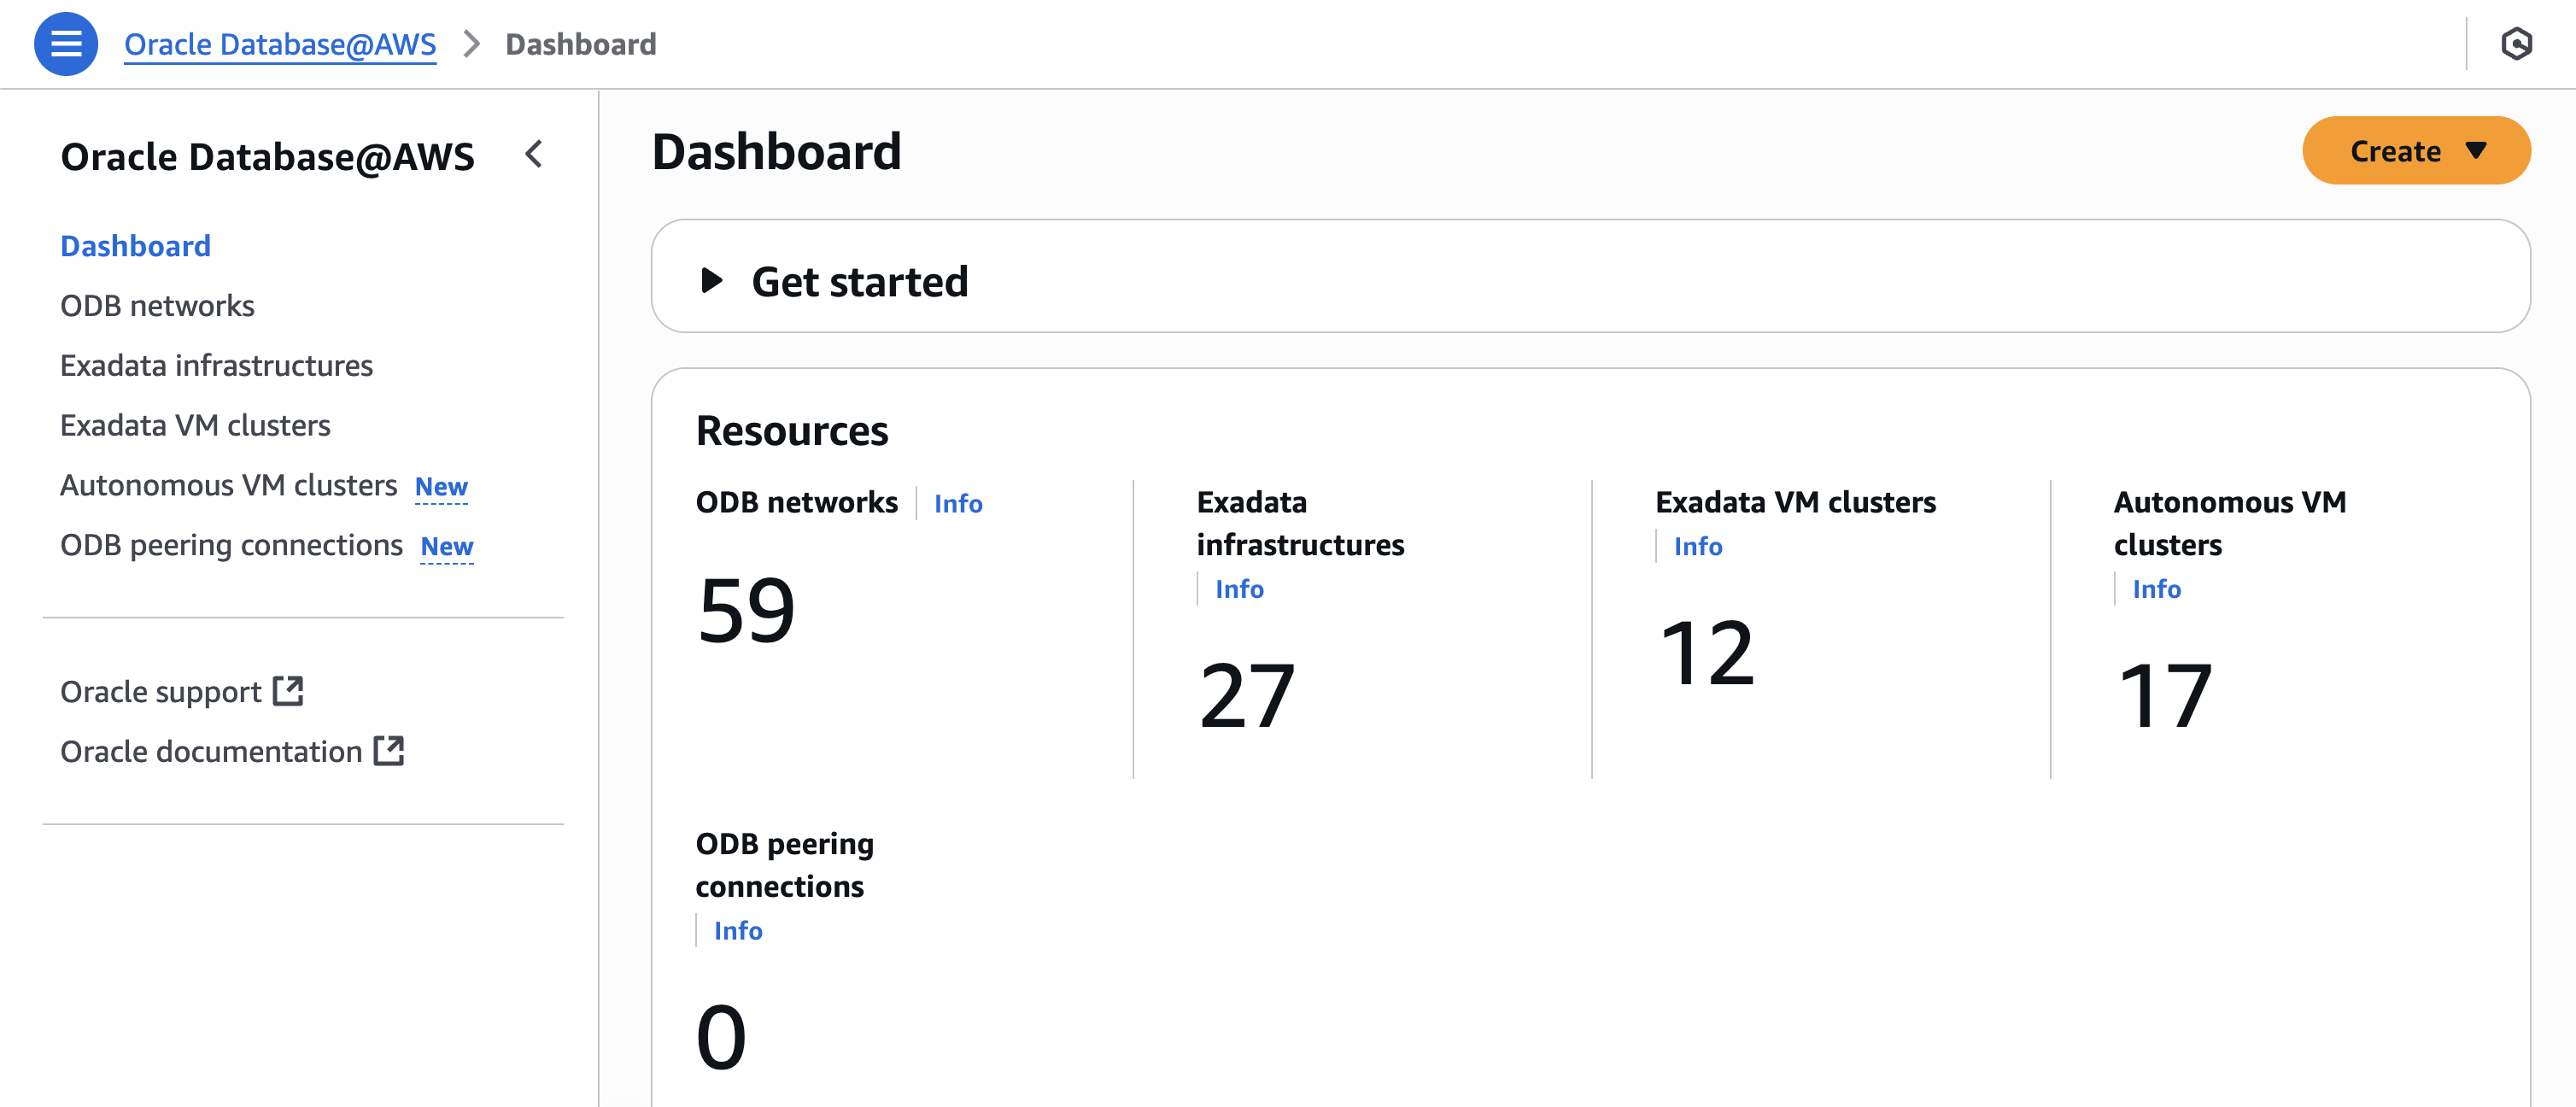 Oracle Database@AWS
Dashboard
Oracle Database@AWS
Dashboard
ODB networks
Exadata infrastructures
Exadata VM clusters
Autonomous VM clusters New
ODB peering connections New
Oracle support
Oracle documentation
Dashboard
Create
Get started
Resources
ODB networks
Info
59
Exadata
infrastructures
Info
27
Exadata VM clusters
Info
12
Autonomous VM
clusters
Info
17
ODB peering
connections
Info
0